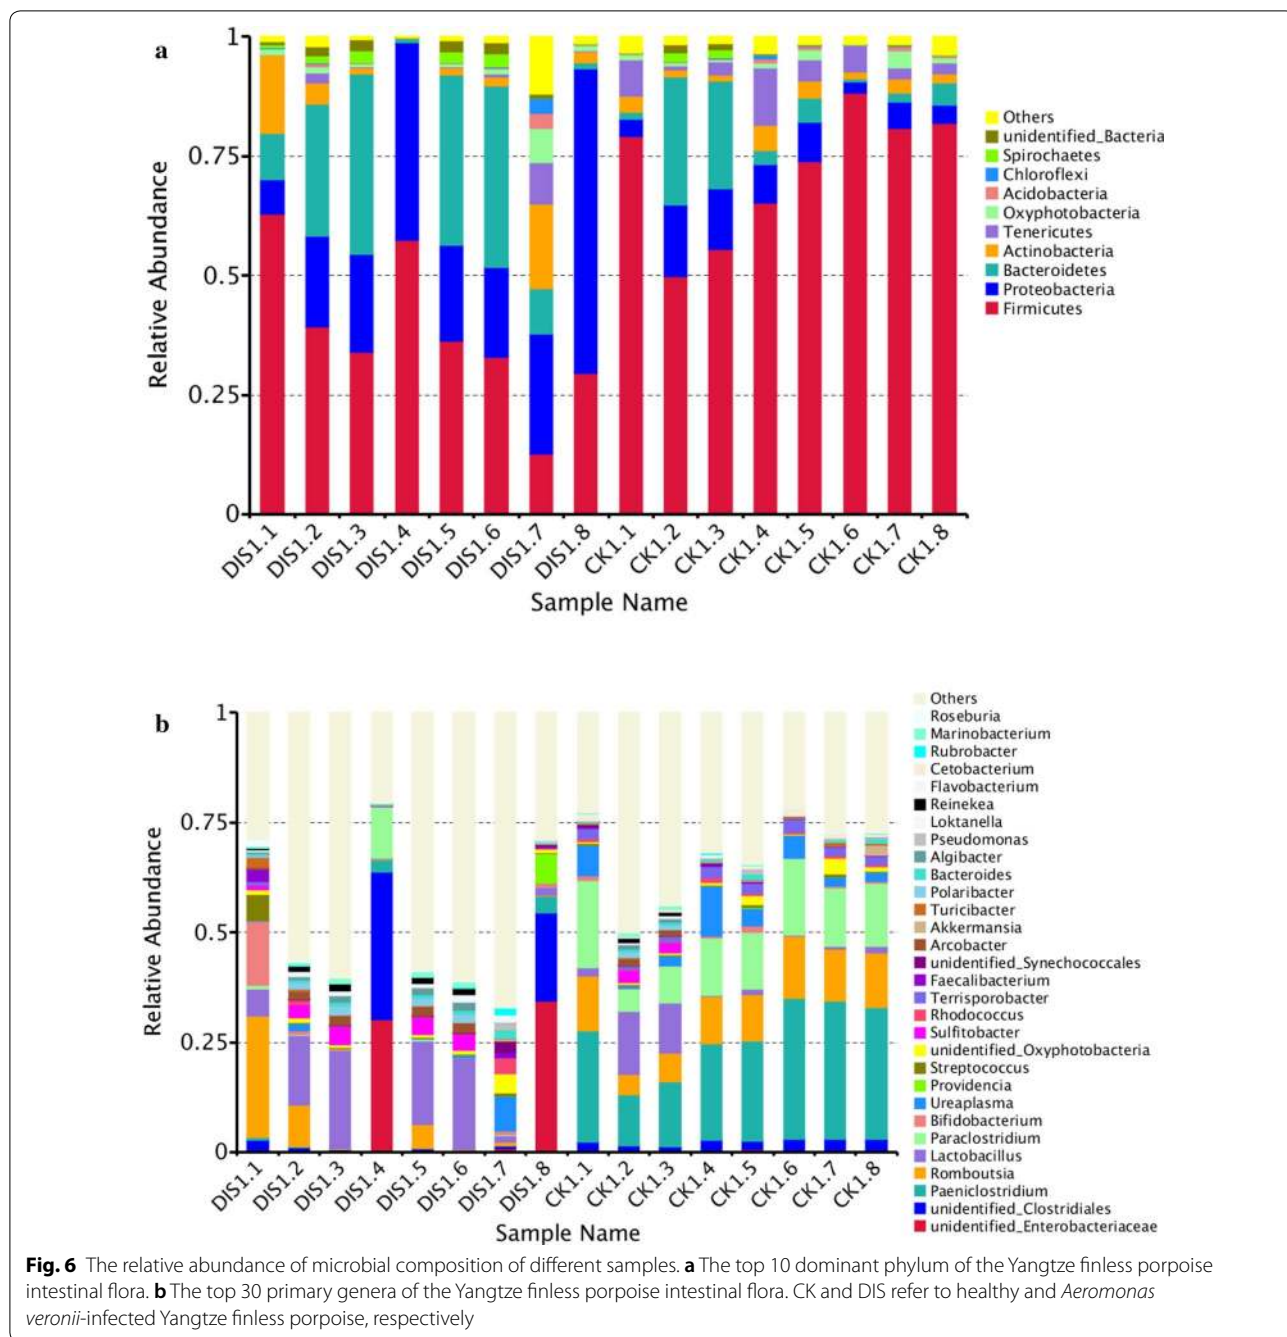 a
1
0.75
0.5
0.25
0
Relative Abundance
DIS1.1
DIS1.2
DIS1.3
DIS1.4
DIS1.5
DIS1.6
DIS1.7
DIS1.8
CK1.1
CK1.2
CK1.3
CK1.4
CK1.5
CK1.6
CK1.7
CK1.8
Sample Name
Others
unidentified_Bacteria
Spirochaetes
Chloroflexi
Acidobacteria
Oxyphotobacteria
Tenericutes
Actinobacteria
Bacteroidetes
Proteobacteria
Firmicutes
b
1
0.75
0.5
0.25
0
Relative Abundance
DIS1.1
DIS1.2
DIS1.3
DIS1.4
DIS1.5
DIS1.6
DIS1.7
DIS1.8
CK1.1
CK1.2
CK1.3
CK1.4
CK1.5
CK1.6
CK1.7
CK1.8
Sample Name
Others
Roseburia
Marinobacterium
Rubrobacter
Cetobacterium
Flavobacterium
Reinekea
Loktanella
Pseudomonas
Algibacter
Bacteroides
Polaribacter
Turicibacter
Akkermansia
Arcobacter
unidentified_Synechococcales
Faecalibacterium
Terrisporobacter
Rhodococcus
Sulfitobacter
unidentified_Oxyphotobacteria
Streptococcus
Providencia
Ureaplasma
Bifidobacterium
Paraclostridium
Lactobacillus
Romboutsia
Paeniclostridium
unidentified_Clostridiales
unidentified_Enterobacteriaceae
Fig. 6 The relative abundance of microbial composition of different samples. a The top 10 dominant phylum of the Yangtze finless porpoise
intestinal flora. b The top 30 primary genera of the Yangtze finless porpoise intestinal flora. CK and DIS refer to healthy and Aeromonas
veronii-infected Yangtze finless porpoise, respectively